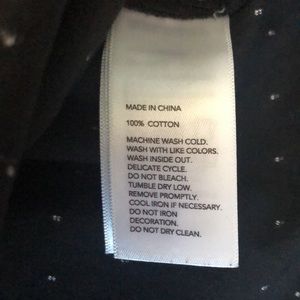 MADE IN CHINA
100% COTTON
MACHINE WASH COLD.
WASH WITH LIKE COLORS.
WASH INSIDE OUT.
DELICATE CYCLE.
DO NOT BLEACH.
TUMBLE DRY LOW.
REMOVE PROMPTLY.
COOL IRON IF NECESSARY.
DO NOT IRON
DECORATION.
DO NOT DRY CLEAN.